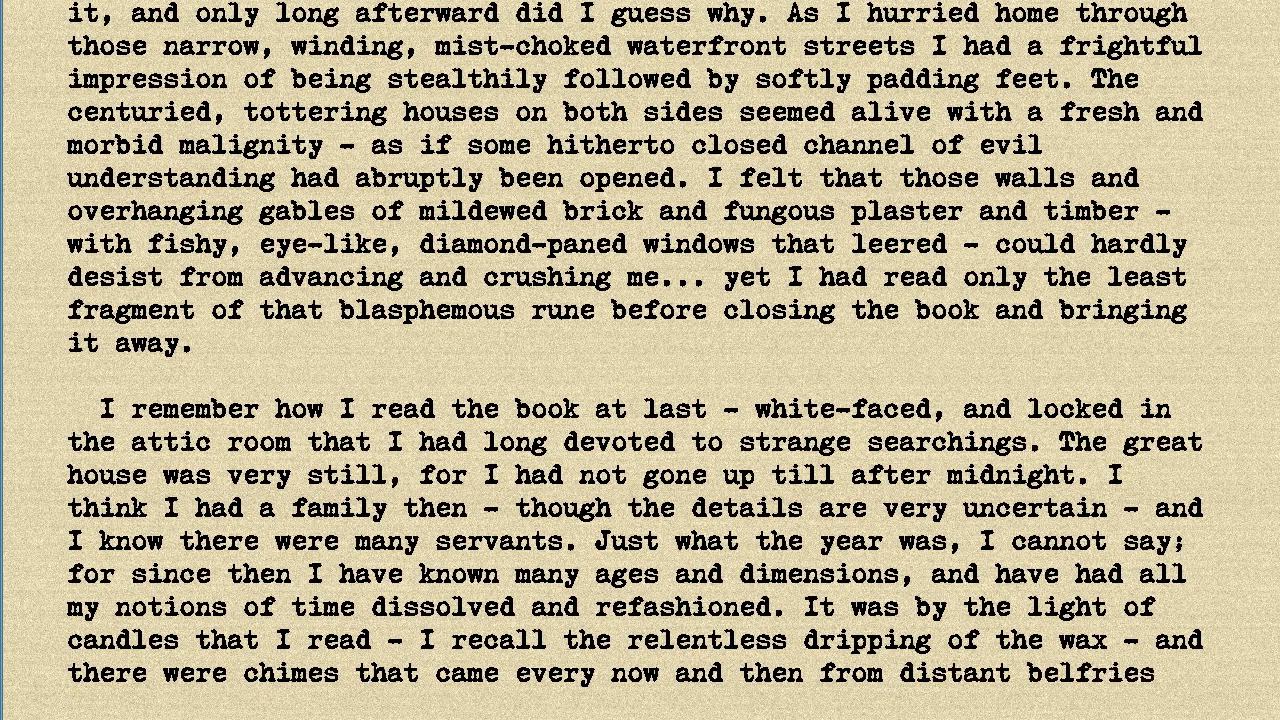 it, and only long afterward did I guess why. As I hurried home through
those narrow, winding, mist-choked waterfront streets I had a frightful
impression of being stealthily followed by softly padding feet. The
centuried, tottering houses on both sides seemed alive with a fresh and
morbid malignity - as if some hitherto closed channel of evil
understanding had abruptly been opened. I felt that those walls and
overhanging gables of mildewed brick and fungous plaster and timber -
with fishy, eye-like, diamond-paned windows that leered - could hardly
desist from advancing and crushing me... yet I had read only the least
fragment of that blasphemous rune before closing the book and bringing
it away.
I remember how I read the book at last - white-faced, and locked in
the attic room that I had long devoted to strange searchings. The great
house was very still, for I had not gone up till after midnight. I
think I had a family then - though the details are very uncertain - and
I know there were many servants. Just what the year was, I cannot say;
for since then I have known many ages and dimensions, and have had all
my notions of time dissolved and refashioned. It was by the light of
candles that I read - I recall the relentless dripping of the wax - and
there were chimes that came every now and then from distant belfries